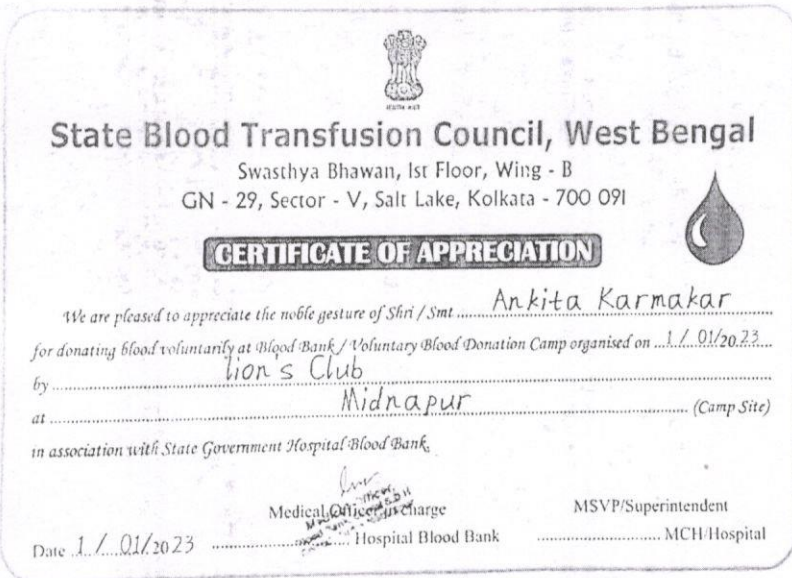 State Blood Transfusion Council, West Bengal
Swasthya Bhawan, Ist Floor, Wing - B
GN - 29, Sector - V, Salt Lake, Kolkata - 700 091
CERTIFICATE OF APPRECIATION
We are pleased to appreciate the noble gesture of Shri / Smt ..... Ankita Karmakar
for donating blood voluntarily at Blood Bank / Voluntary Blood Donation Camp organised on ... 1 / 01/2023 ...
by ..... lion's Club
at ..... Midnapur ..... (Camp Site)
in association with State Government Hospital Blood Bank.
Medical Officer In charge MSVP/Superintendent
Date 1 / 01/2023 ..... Hospital Blood Bank ..... MCH/Hospital